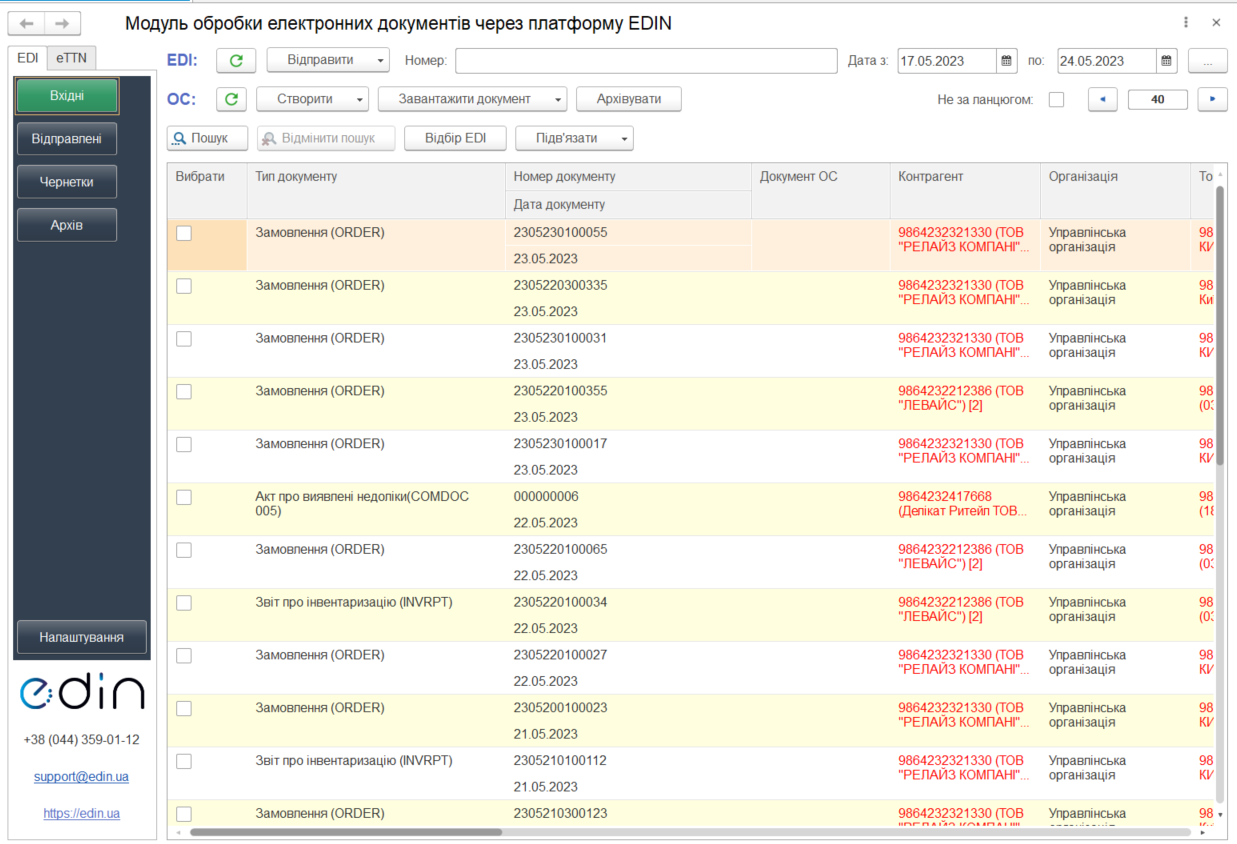 Модуль обробки електронних документів через платформу EDIN
EDI
eTTN
EDI:
Відправити
Номер:
Дата з:
17.05.2023
по:
24.05.2023
...
Вхідні
Відправлені
Чернетки
Архів
ОС:
Створити
Завантажити документ
Архівувати
Не за ланцюгом:
40
Пошук
Відмінити пошук
Відбір EDI
Підв'язати
Вибрати
Тип документу
Номер документу
Документ ОС
Контрагент
Організація
То
Дата документу
Замовлення (ORDER)
2305230100055
9864232321330 (ТОВ
"РЕЛАЙЗ КОМПАНІ"...
Управлінська
організація
98
КИ
23.05.2023
Замовлення (ORDER)
2305220300335
9864232321330 (ТОВ
"РЕЛАЙЗ КОМПАНІ"...
Управлінська
організація
98
Ки
23.05.2023
Замовлення (ORDER)
2305230100031
9864232321330 (ТОВ
"РЕЛАЙЗ КОМПАНІ"...
Управлінська
організація
98
КИ
23.05.2023
Замовлення (ORDER)
2305220100355
9864232212386 (ТОВ
"ЛЕВАЙС") [2]
Управлінська
організація
98
(03
23.05.2023
Замовлення (ORDER)
2305230100017
9864232321330 (ТОВ
"РЕЛАЙЗ КОМПАНІ"...
Управлінська
організація
98
КИ
23.05.2023
Акт про виявлені недоліки(COMDOC
005)
000000006
9864232417668
(Делікат Ритейл ТОВ...
Управлінська
організація
98
(18
22.05.2023
Замовлення (ORDER)
2305220100065
9864232212386 (ТОВ
"ЛЕВАЙС") [2]
Управлінська
організація
98
(03
22.05.2023
Звіт про інвентаризацію (INVRPT)
2305220100034
9864232212386 (ТОВ
"ЛЕВАЙС") [2]
Управлінська
організація
98
(03
22.05.2023
Замовлення (ORDER)
2305220100027
9864232321330 (ТОВ
"РЕЛАЙЗ КОМПАНІ"...
Управлінська
організація
98
КИ
22.05.2023
Замовлення (ORDER)
2305200100023
9864232321330 (ТОВ
"РЕЛАЙЗ КОМПАНІ"...
Управлінська
організація
98
КИ
21.05.2023
Звіт про інвентаризацію (INVRPT)
2305210100112
9864232321330 (ТОВ
"РЕЛАЙЗ КОМПАНІ"...
Управлінська
організація
98
КИ
21.05.2023
Замовлення (ORDER)
2305210300123
9864232321330 (ТОВ
Управлінська
98
Налаштування
edin
+38 (044) 359-01-12
support@edin.ua
https://edin.ua